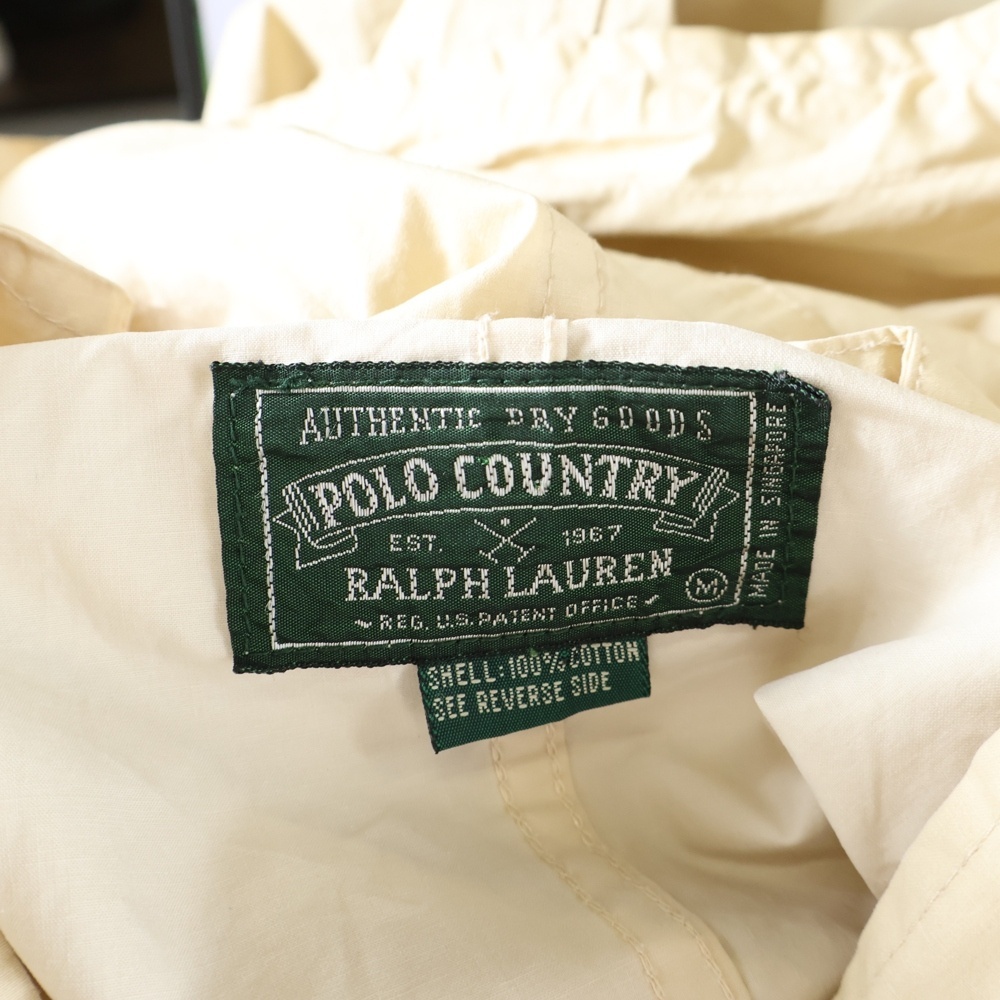 AUTHENTIC DRY GOODS
POLO COUNTRY
EST. 1967
RALPH LAUREN
M
REG. U.S. PATENT OFFICE
MADE IN SINGAPORE
SHELL-100% COTTON
SEE REVERSE SIDE